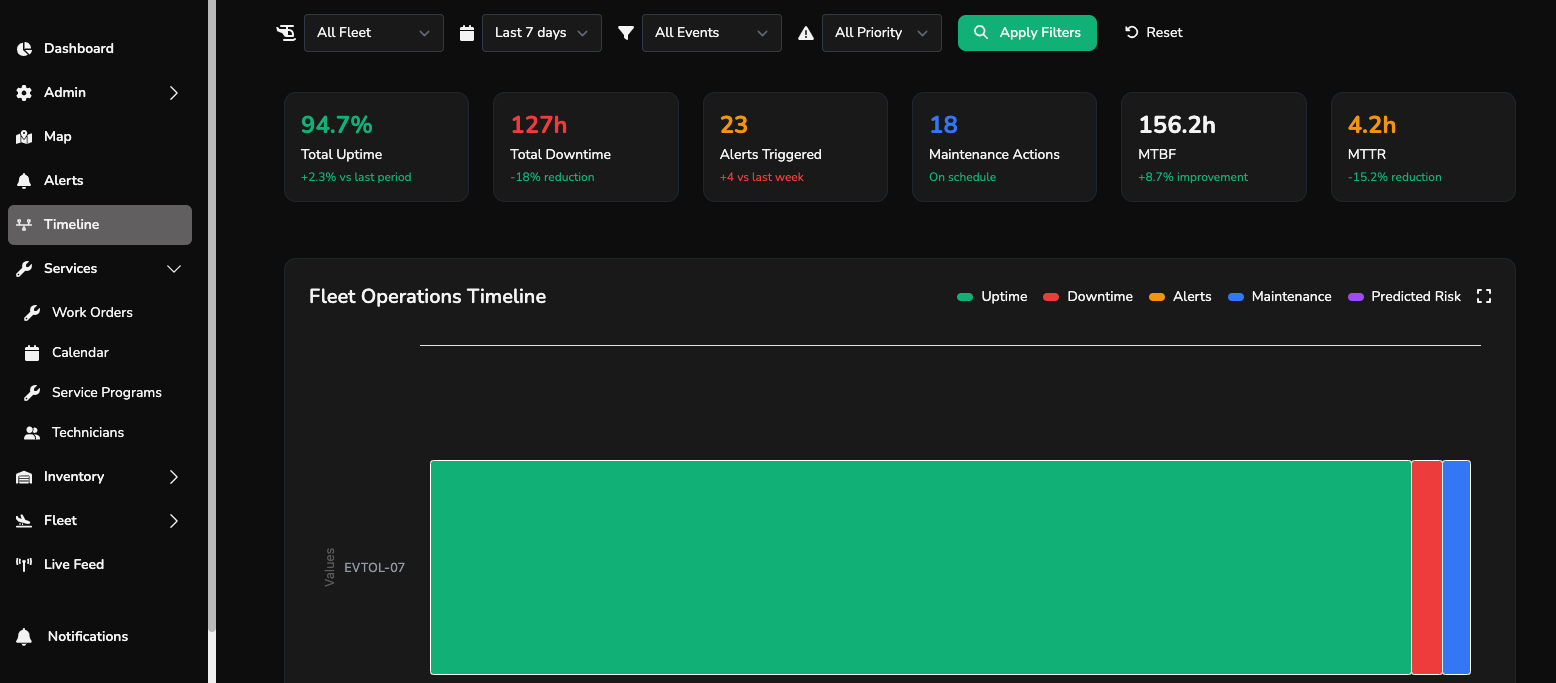 Dashboard
Admin
Map
Alerts
Timeline
Services
Work Orders
Calendar
Service Programs
Technicians
Inventory
Fleet
Live Feed
Notifications
All Fleet
Last 7 days
All Events
All Priority
Apply Filters
Reset
94.7%
Total Uptime
+2.3% vs last period
127h
Total Downtime
-18% reduction
23
Alerts Triggered
+4 vs last week
18
Maintenance Actions
On schedule
156.2h
MTBF
+8.7% improvement
4.2h
MTTR
-15.2% reduction
Fleet Operations Timeline
Uptime
Downtime
Alerts
Maintenance
Predicted Risk
Values
EVTOL-07